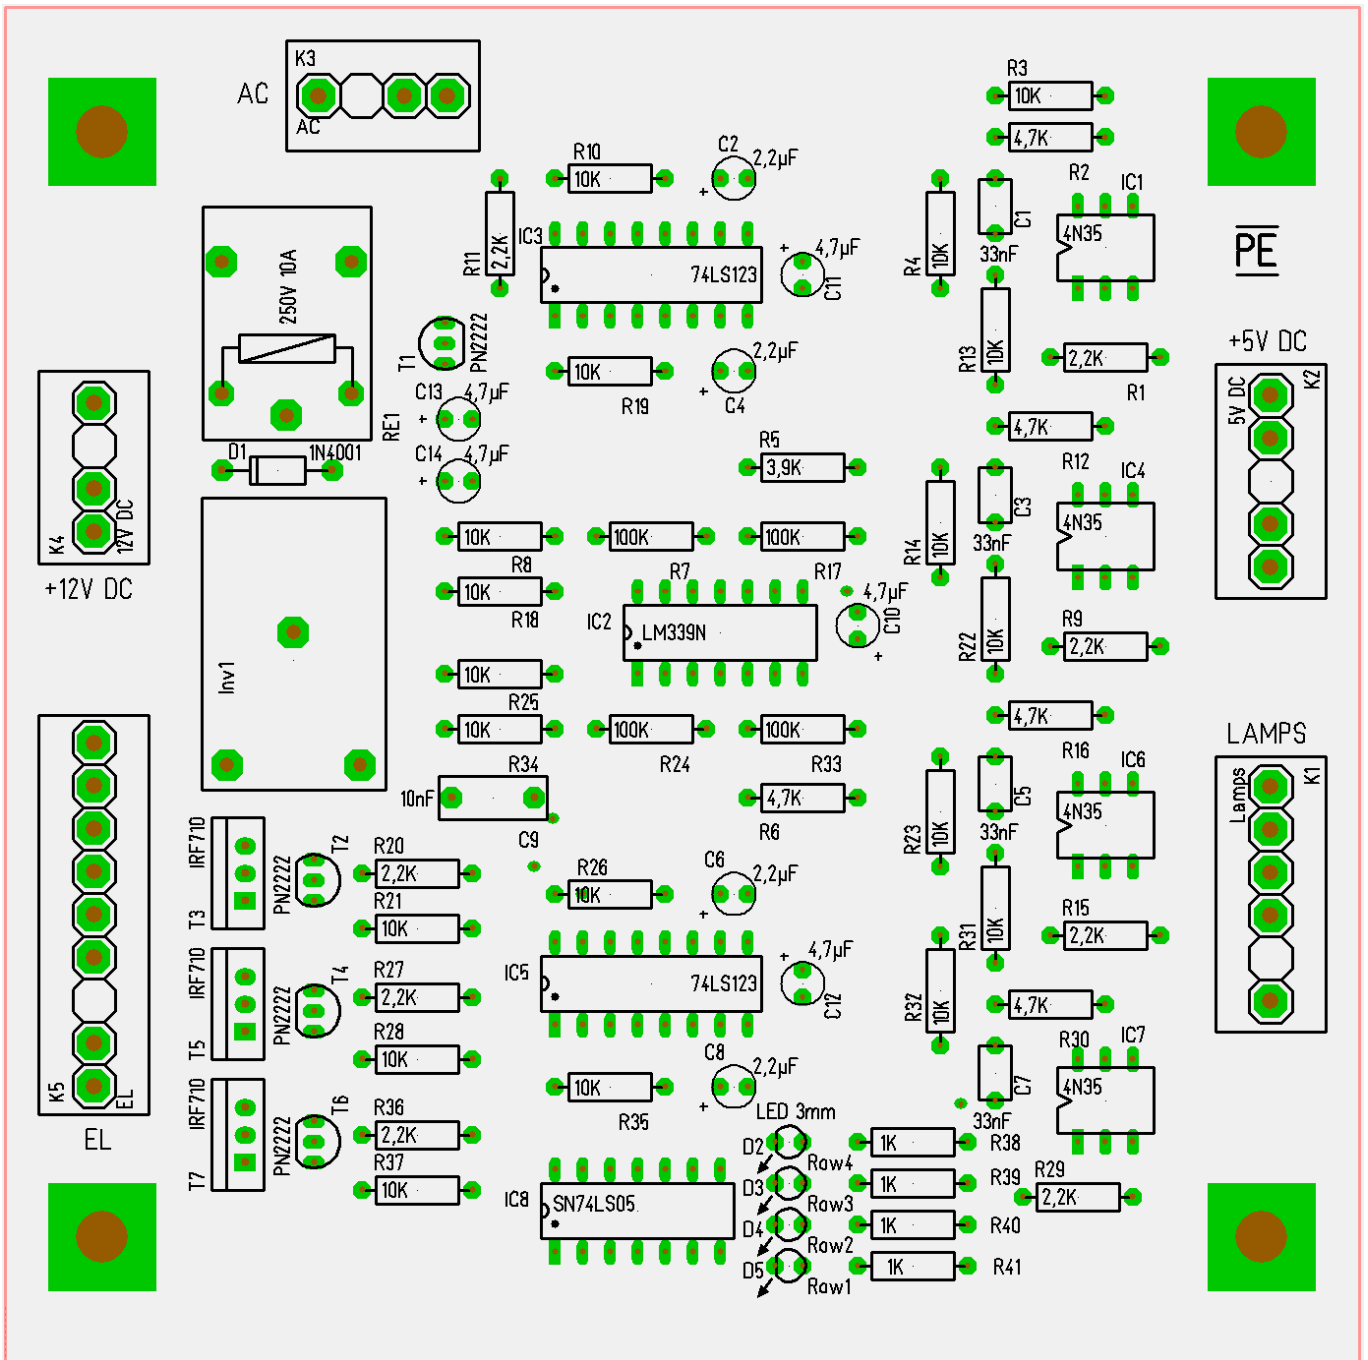 K3
AC
AC
R3
10K
4,7K
R2
IC1
C1
33nF
4N35
R4
10K
PE
R10
10K
C2
2,2µF
+
R11
2,2K
IC3
74LS123
+
4,7µF
C11
250V 10A
RE1
T1
PN2222
R13
10K
2,2K
R1
+5V DC
K2
5V DC
10K
R19
2,2µF
+
C4
C13
4,7µF
+
C14
4,7µF
+
D1
1N4001
K4
12V DC
+12V DC
R5
3,9K
4,7K
R12
IC4
C3
33nF
4N35
R14
10K
10K
R8
100K
R7
100K
R17
10K
R18
IC2
LM339N
4,7µF
C10
+
R22
10K
R9
2,2K
Inv1
10K
R25
10K
R34
100K
R24
100K
R33
4,7K
R16
IC6
C5
33nF
4N35
R23
10K
LAMPS
K1
Lamps
10nF
C9
4,7K
R6
IRF710
T3
PN2222
T2
R20
2,2K
R21
10K
R26
10K
C6
2,2µF
+
R31
10K
R15
2,2K
IRF710
T5
PN2222
T4
R27
2,2K
R28
10K
IC5
74LS123
+
4,7µF
C12
R32
10K
4,7K
R30
IC7
C7
33nF
4N35
K5
EL
EL
IRF710
T7
PN2222
T6
R36
2,2K
R37
10K
10K
R35
C8
2,2µF
+
LED 3mm
D2
Raw4
1K
R38
D3
Raw3
1K
R39
R29
2,2K
IC8
SN74LS05
D4
Raw2
1K
R40
D5
Raw1
1K
R41